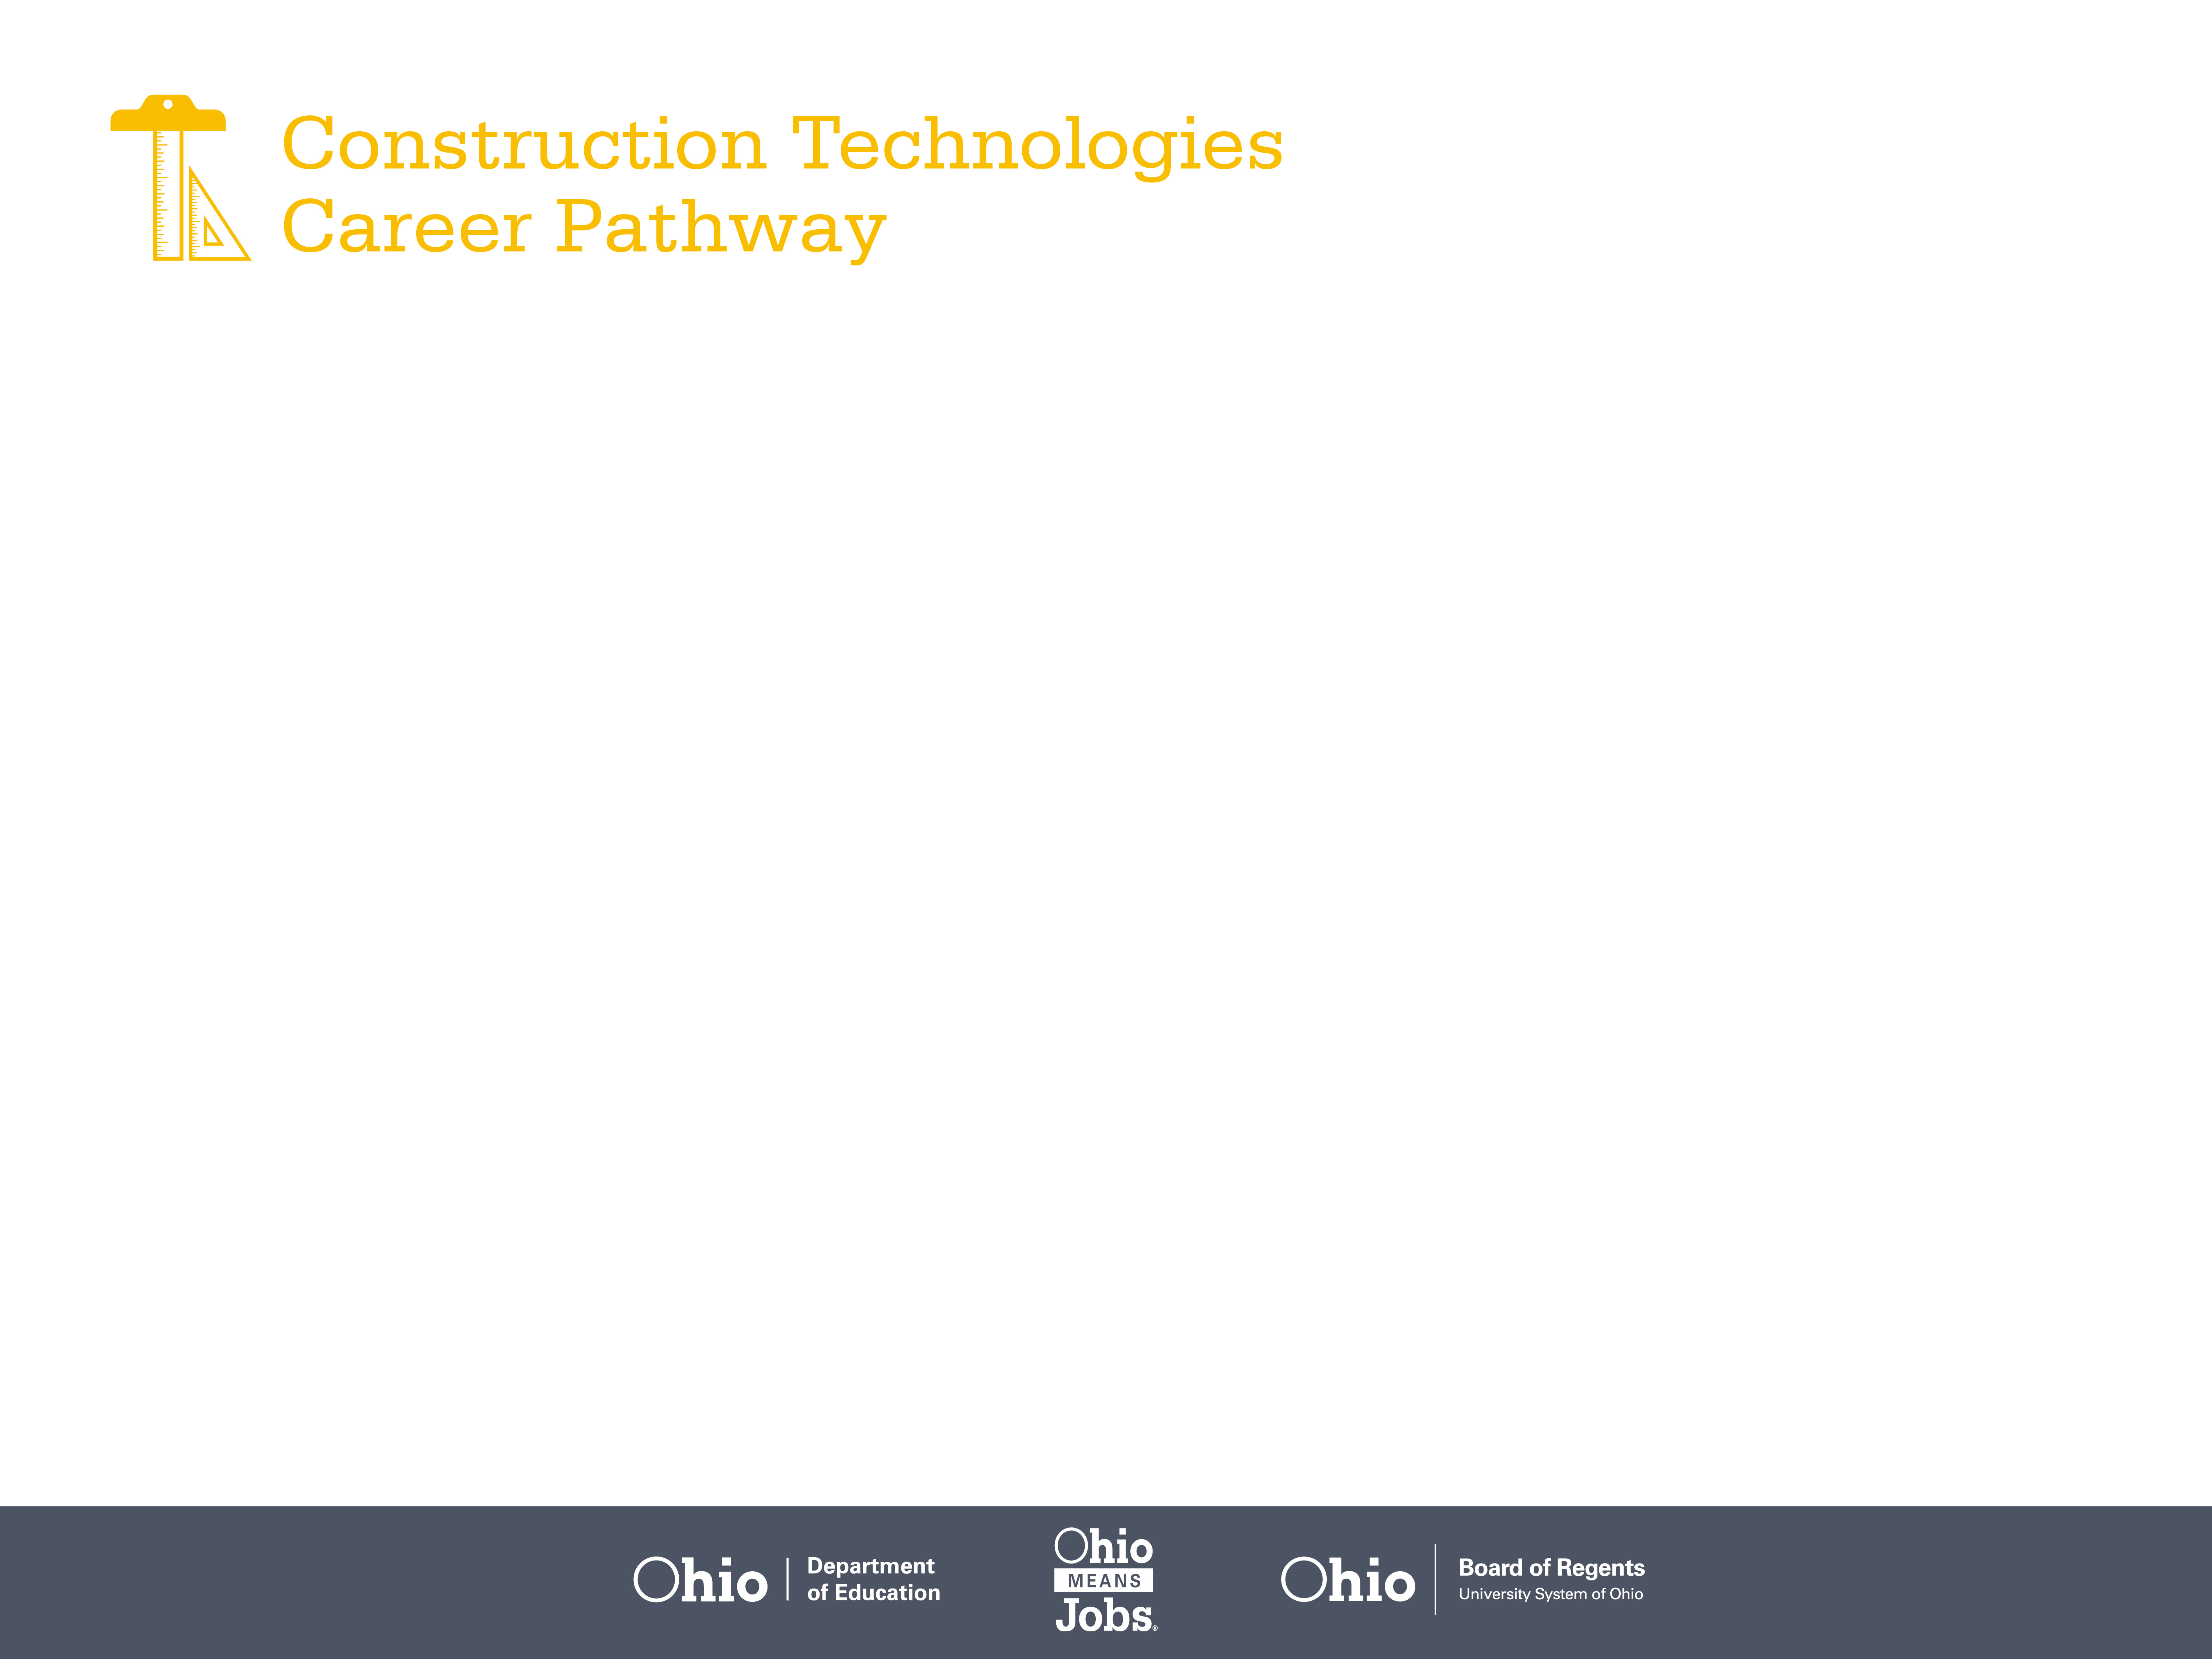 Construction Technologies
Career Pathway
Ohio
Department
of Education
Ohio
MEANS
Jobs®
Ohio
Board of Regents
University System of Ohio